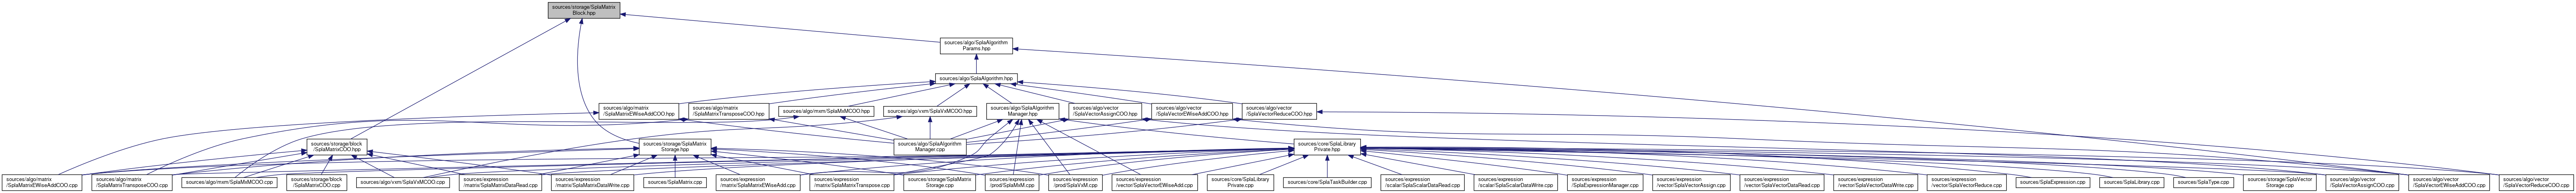 sources/storage/SplaMatrix
Block.hpp
sources/algo/SplaAlgorithm
Params.hpp
sources/algo/SplaAlgorithm.hpp
sources/algo/matrix
/SplaMatrixEWiseAddCOO.hpp
sources/algo/matrix
/SplaMatrixTransposeCOO.hpp
sources/algo/mxm/SplaMxMCOO.hpp
sources/algo/vxm/SplaVxMCOO.hpp
sources/algo/SplaAlgorithm
Manager.hpp
sources/algo/vector
/SplaVectorAssignCOO.hpp
sources/algo/vector
/SplaVectorEWiseAddCOO.hpp
sources/algo/vector
/SplaVectorReduceCOO.hpp
sources/storage/block
/SplaMatrixCOO.hpp
sources/storage/SplaMatrix
Storage.hpp
sources/algo/SplaAlgorithm
Manager.cpp
sources/core/SplaLibrary
Private.hpp
sources/algo/matrix
/SplaMatrixEWiseAddCOO.cpp
sources/algo/matrix
/SplaMatrixTransposeCOO.cpp
sources/algo/mxm/SplaMxMCOO.cpp
sources/storage/block
/SplaMatrixCOO.cpp
sources/algo/vxm/SplaVxMCOO.cpp
sources/expression
/matrix/SplaMatrixDataRead.cpp
sources/expression
/matrix/SplaMatrixDataWrite.cpp
sources/SplaMatrix.cpp
sources/expression
/matrix/SplaMatrixEWiseAdd.cpp
sources/expression
/matrix/SplaMatrixTranspose.cpp
sources/storage/SplaMatrix
Storage.cpp
sources/expression
/prod/SplaMxM.cpp
sources/expression
/prod/SplaVxM.cpp
sources/expression
/vector/SplaVectorEWiseAdd.cpp
sources/core/SplaLibrary
Private.cpp
sources/core/SplaTaskBuilder.cpp
sources/expression
/scalar/SplaScalarDataRead.cpp
sources/expression
/scalar/SplaScalarDataWrite.cpp
sources/expression
/SplaExpressionManager.cpp
sources/expression
/vector/SplaVectorAssign.cpp
sources/expression
/vector/SplaVectorDataRead.cpp
sources/expression
/vector/SplaVectorDataWrite.cpp
sources/expression
/vector/SplaVectorReduce.cpp
sources/SplaExpression.cpp
sources/SplaLibrary.cpp
sources/SplaType.cpp
sources/storage/SplaVector
Storage.cpp
sources/algo/vector
/SplaVectorAssignCOO.cpp
sources/algo/vector
/SplaVectorEWiseAddCOO.cpp
sources/algo/vector
/SplaVectorReduceCOO.cpp